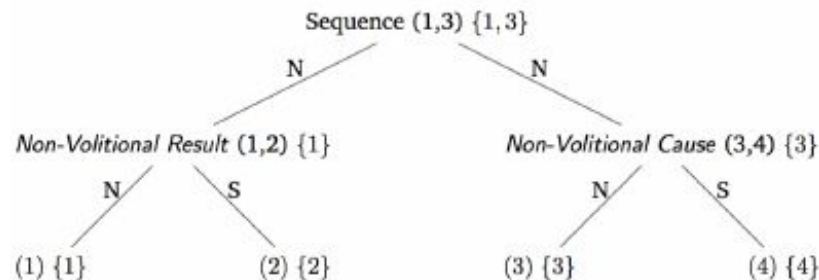 Sequence (1,3) {1,3}
N N
Non-Volitional Result (1,2) {1} Non-Volitional Cause (3,4) {3}
N S N S
(1) {1} (2) {2} (3) {3} (4) {4}